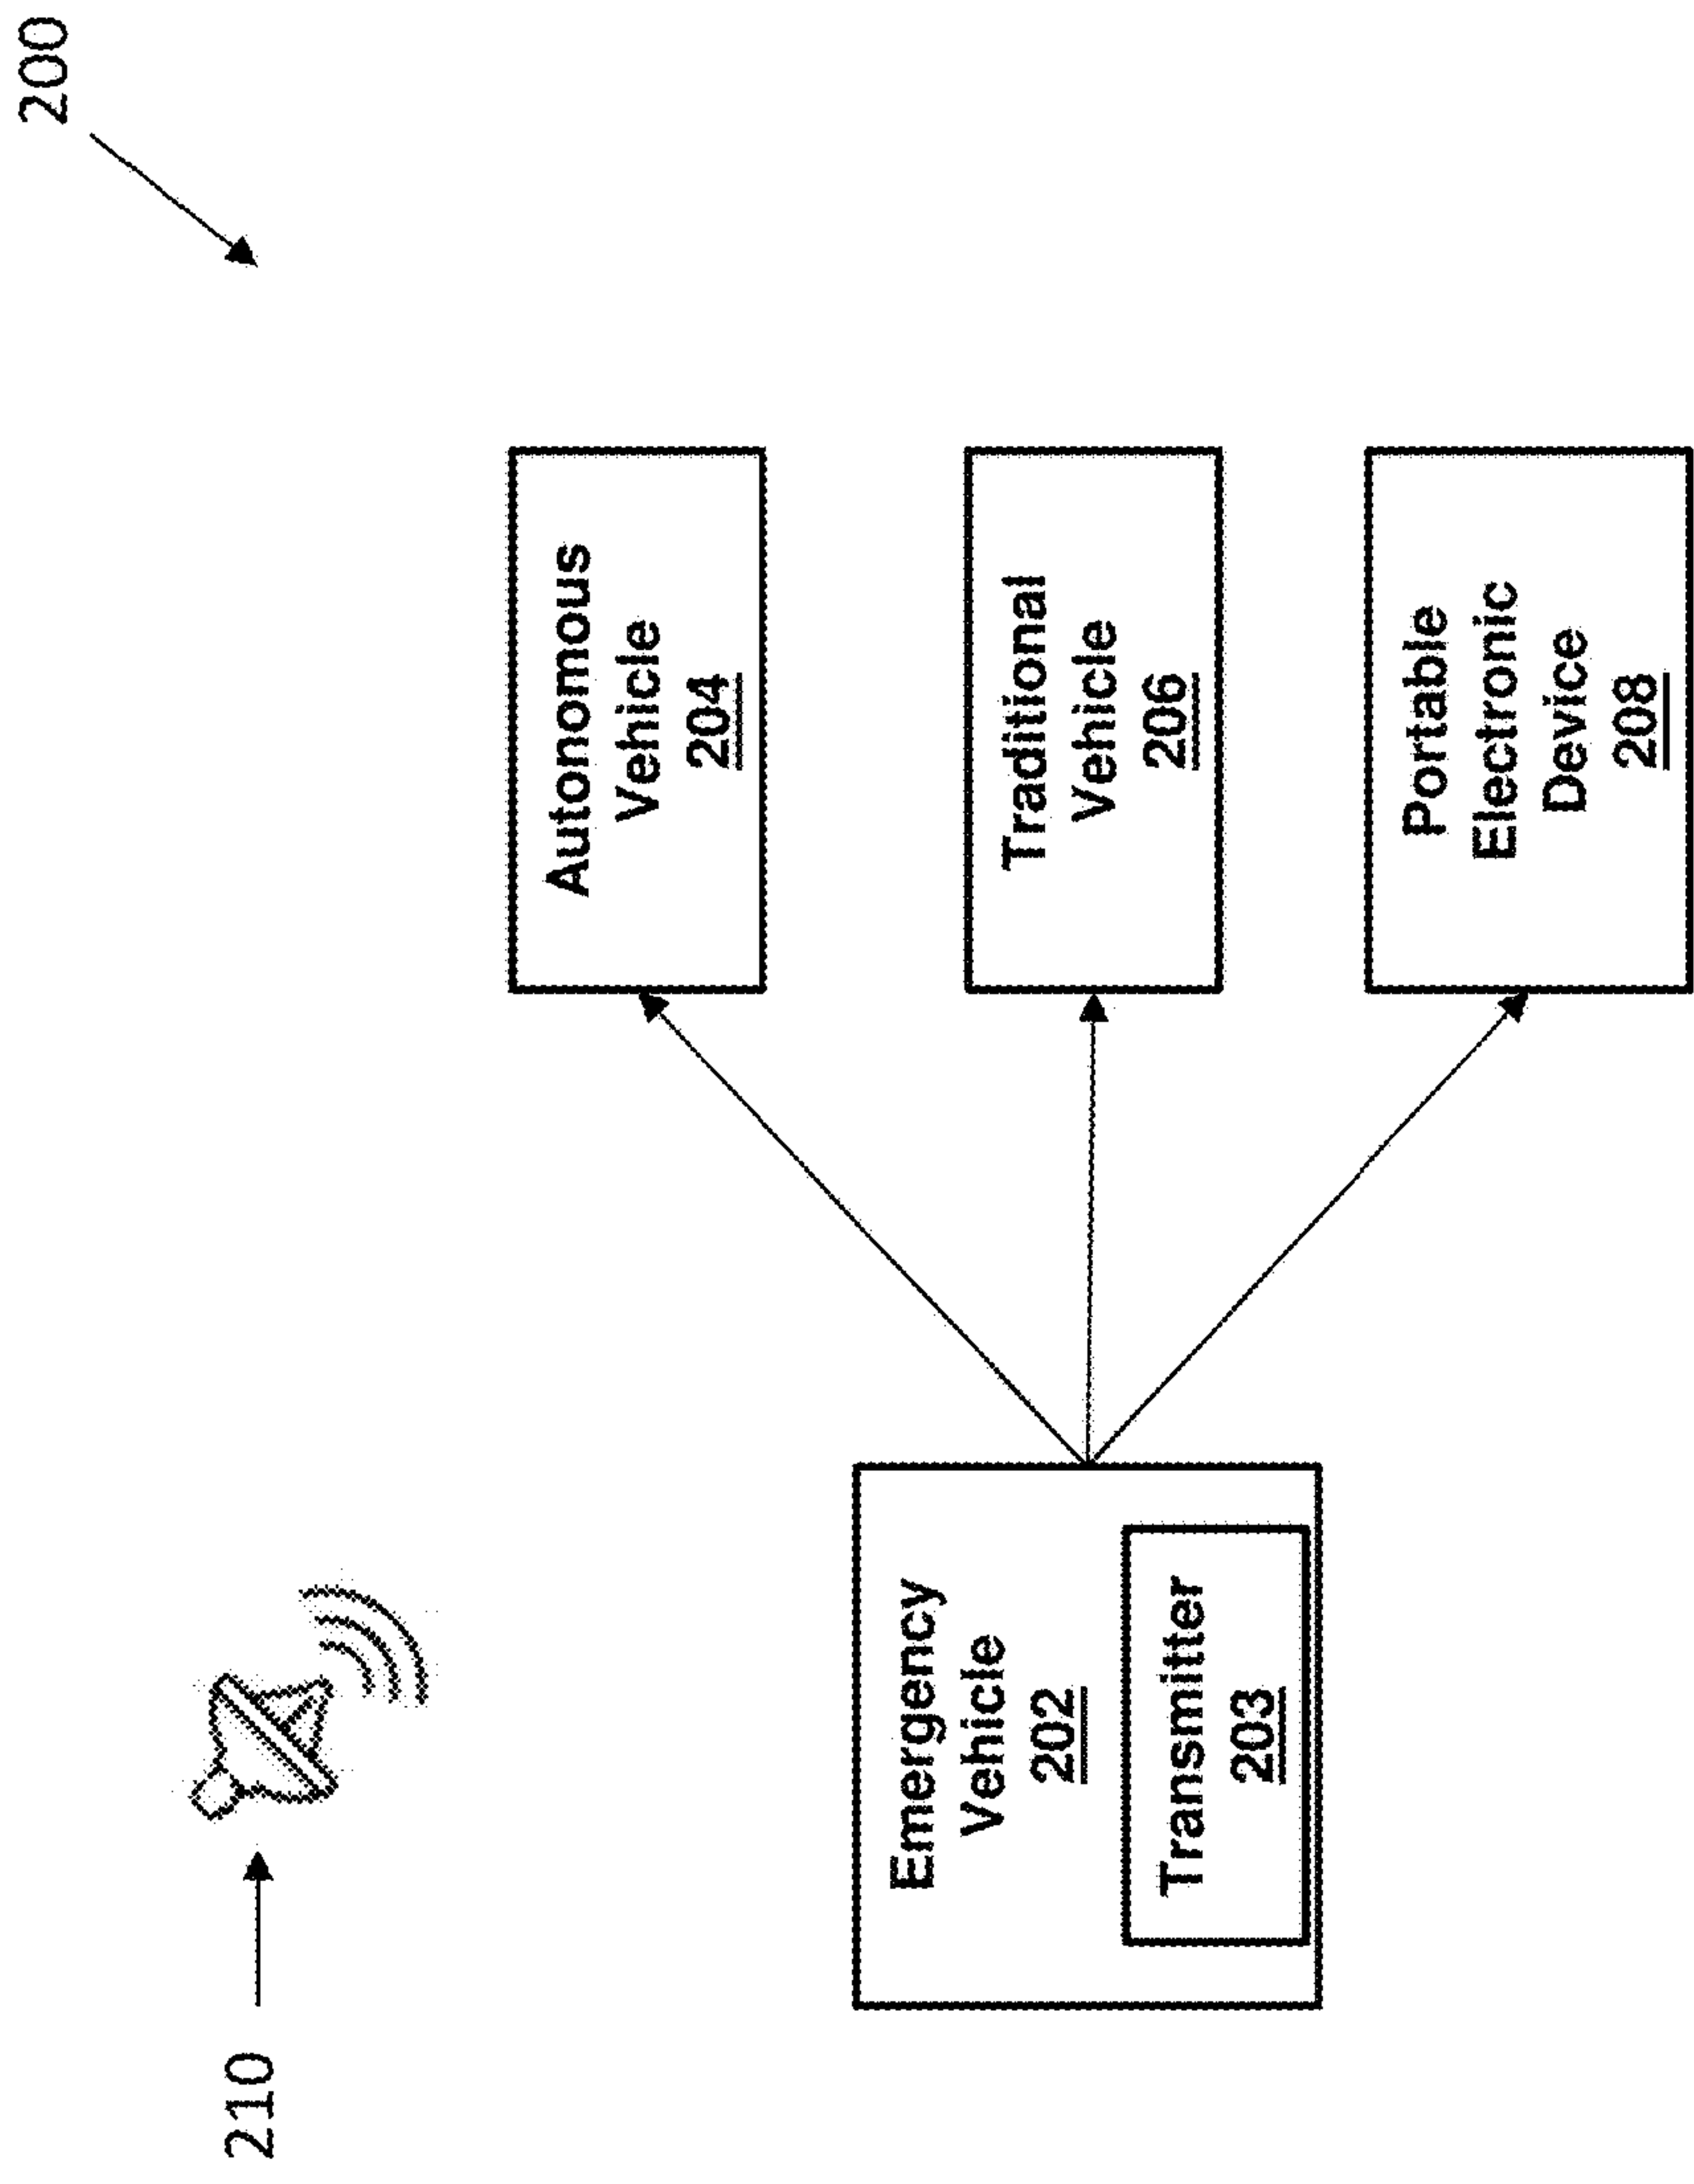 200
210
Emergency
Vehicle
202
Transmitter
203
Autonomous
Vehicle
204
Traditional
Vehicle
206
Portable
Electronic
Device
208